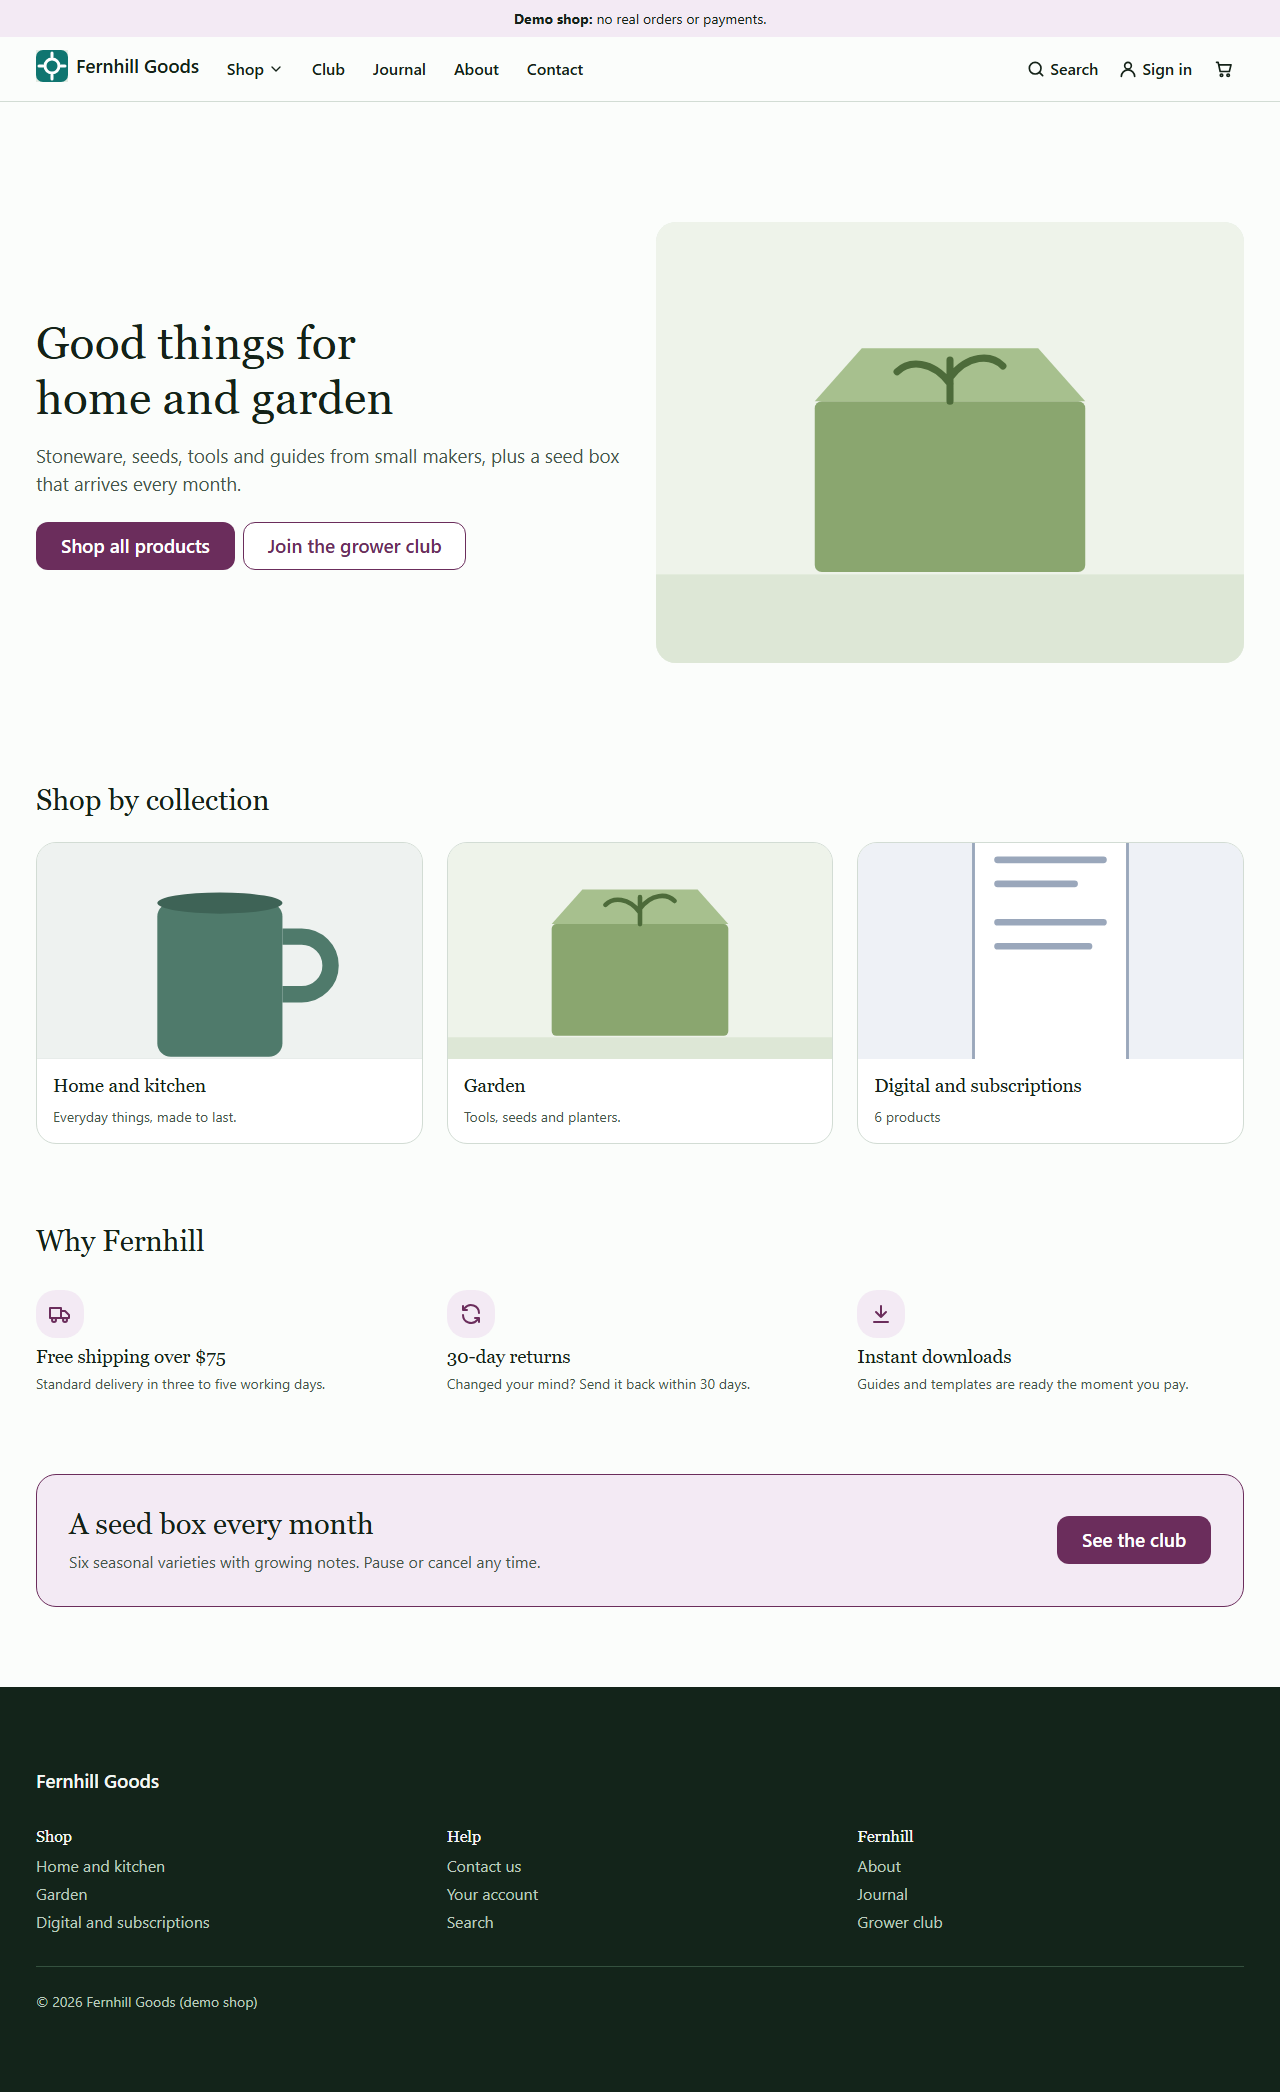 Demo shop: no real orders or payments.
Fernhill Goods
Shop
Club
Journal
About
Contact
Search
Sign in
Good things for
home and garden
Stoneware, seeds, tools and guides from small makers, plus a seed box
that arrives every month.
Shop all products
Join the grower club
Shop by collection
Home and kitchen
Everyday things, made to last.
Garden
Tools, seeds and planters.
Digital and subscriptions
6 products
Why Fernhill
Free shipping over $75
Standard delivery in three to five working days.
30-day returns
Changed your mind? Send it back within 30 days.
Instant downloads
Guides and templates are ready the moment you pay.
A seed box every month
Six seasonal varieties with growing notes. Pause or cancel any time.
See the club
Fernhill Goods
Shop
Home and kitchen
Garden
Digital and subscriptions
Help
Contact us
Your account
Search
Fernhill
About
Journal
Grower club
© 2026 Fernhill Goods (demo shop)